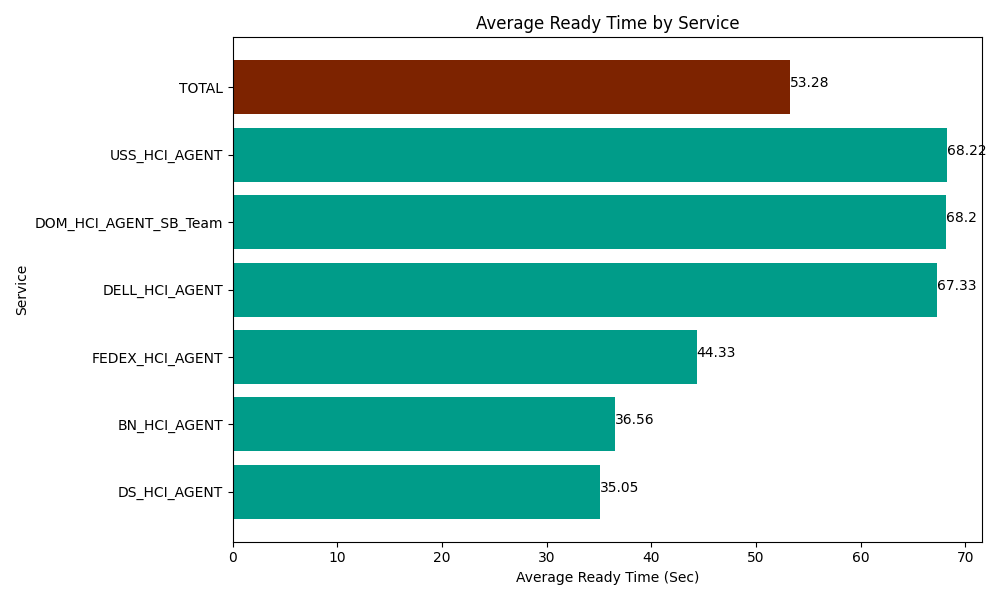 Average Ready Time by Service
TOTAL
53.28
USS_HCI_AGENT
68.22
DOM_HCI_AGENT_SB_Team
68.2
DELL_HCI_AGENT
67.33
FEDEX_HCI_AGENT
44.33
BN_HCI_AGENT
36.56
DS_HCI_AGENT
35.05
Service
0 10 20 30 40 50 60 70
Average Ready Time (Sec)